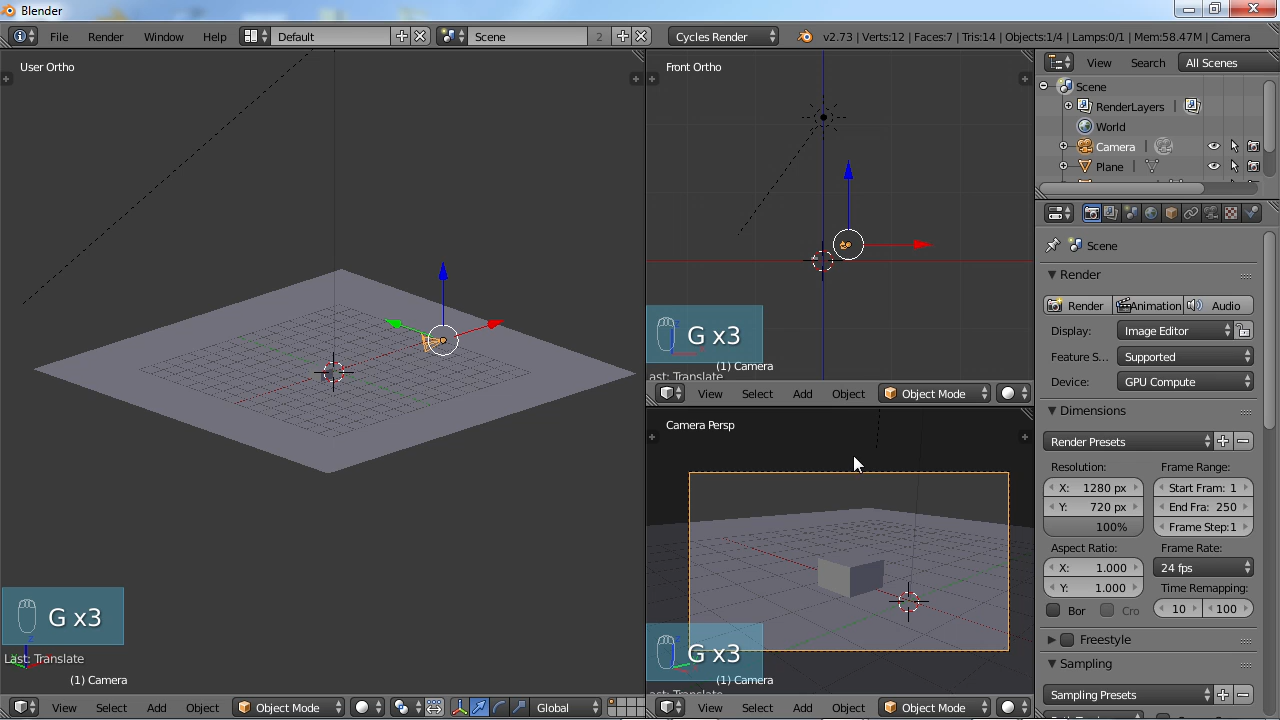 Blender
File Render Window Help Default Scene 2 Cycles Render v2.73 | Verts:12 | Faces:7 | Tris:14 | Objects:1/4 | Lamps:0/1 | Mem:58.47M | Camera
User Ortho
G x3
Last: Translate
(1) Camera
View Select Add Object Object Mode Global
Front Ortho
G x3
(1) Camera
ast: Translate
View Select Add Object Object Mode
Camera Persp
G x3
(1) Camera
ast: Translate
View Select Add Object Object Mode
View Search All Scenes
Scene
RenderLayers
World
Camera
Plane
Scene
Render
Render Animation Audio
Display: Image Editor
Feature S... Supported
Device: GPU Compute
Dimensions
Render Presets
Resolution: Frame Range:
X: 1280 px Start Fram: 1
Y: 720 px End Fra: 250
100% Frame Step:1
Aspect Ratio: Frame Rate:
X: 1.000 24 fps
Y: 1.000 Time Remapping:
Bor Cro 10 100
Freestyle
Sampling
Sampling Presets